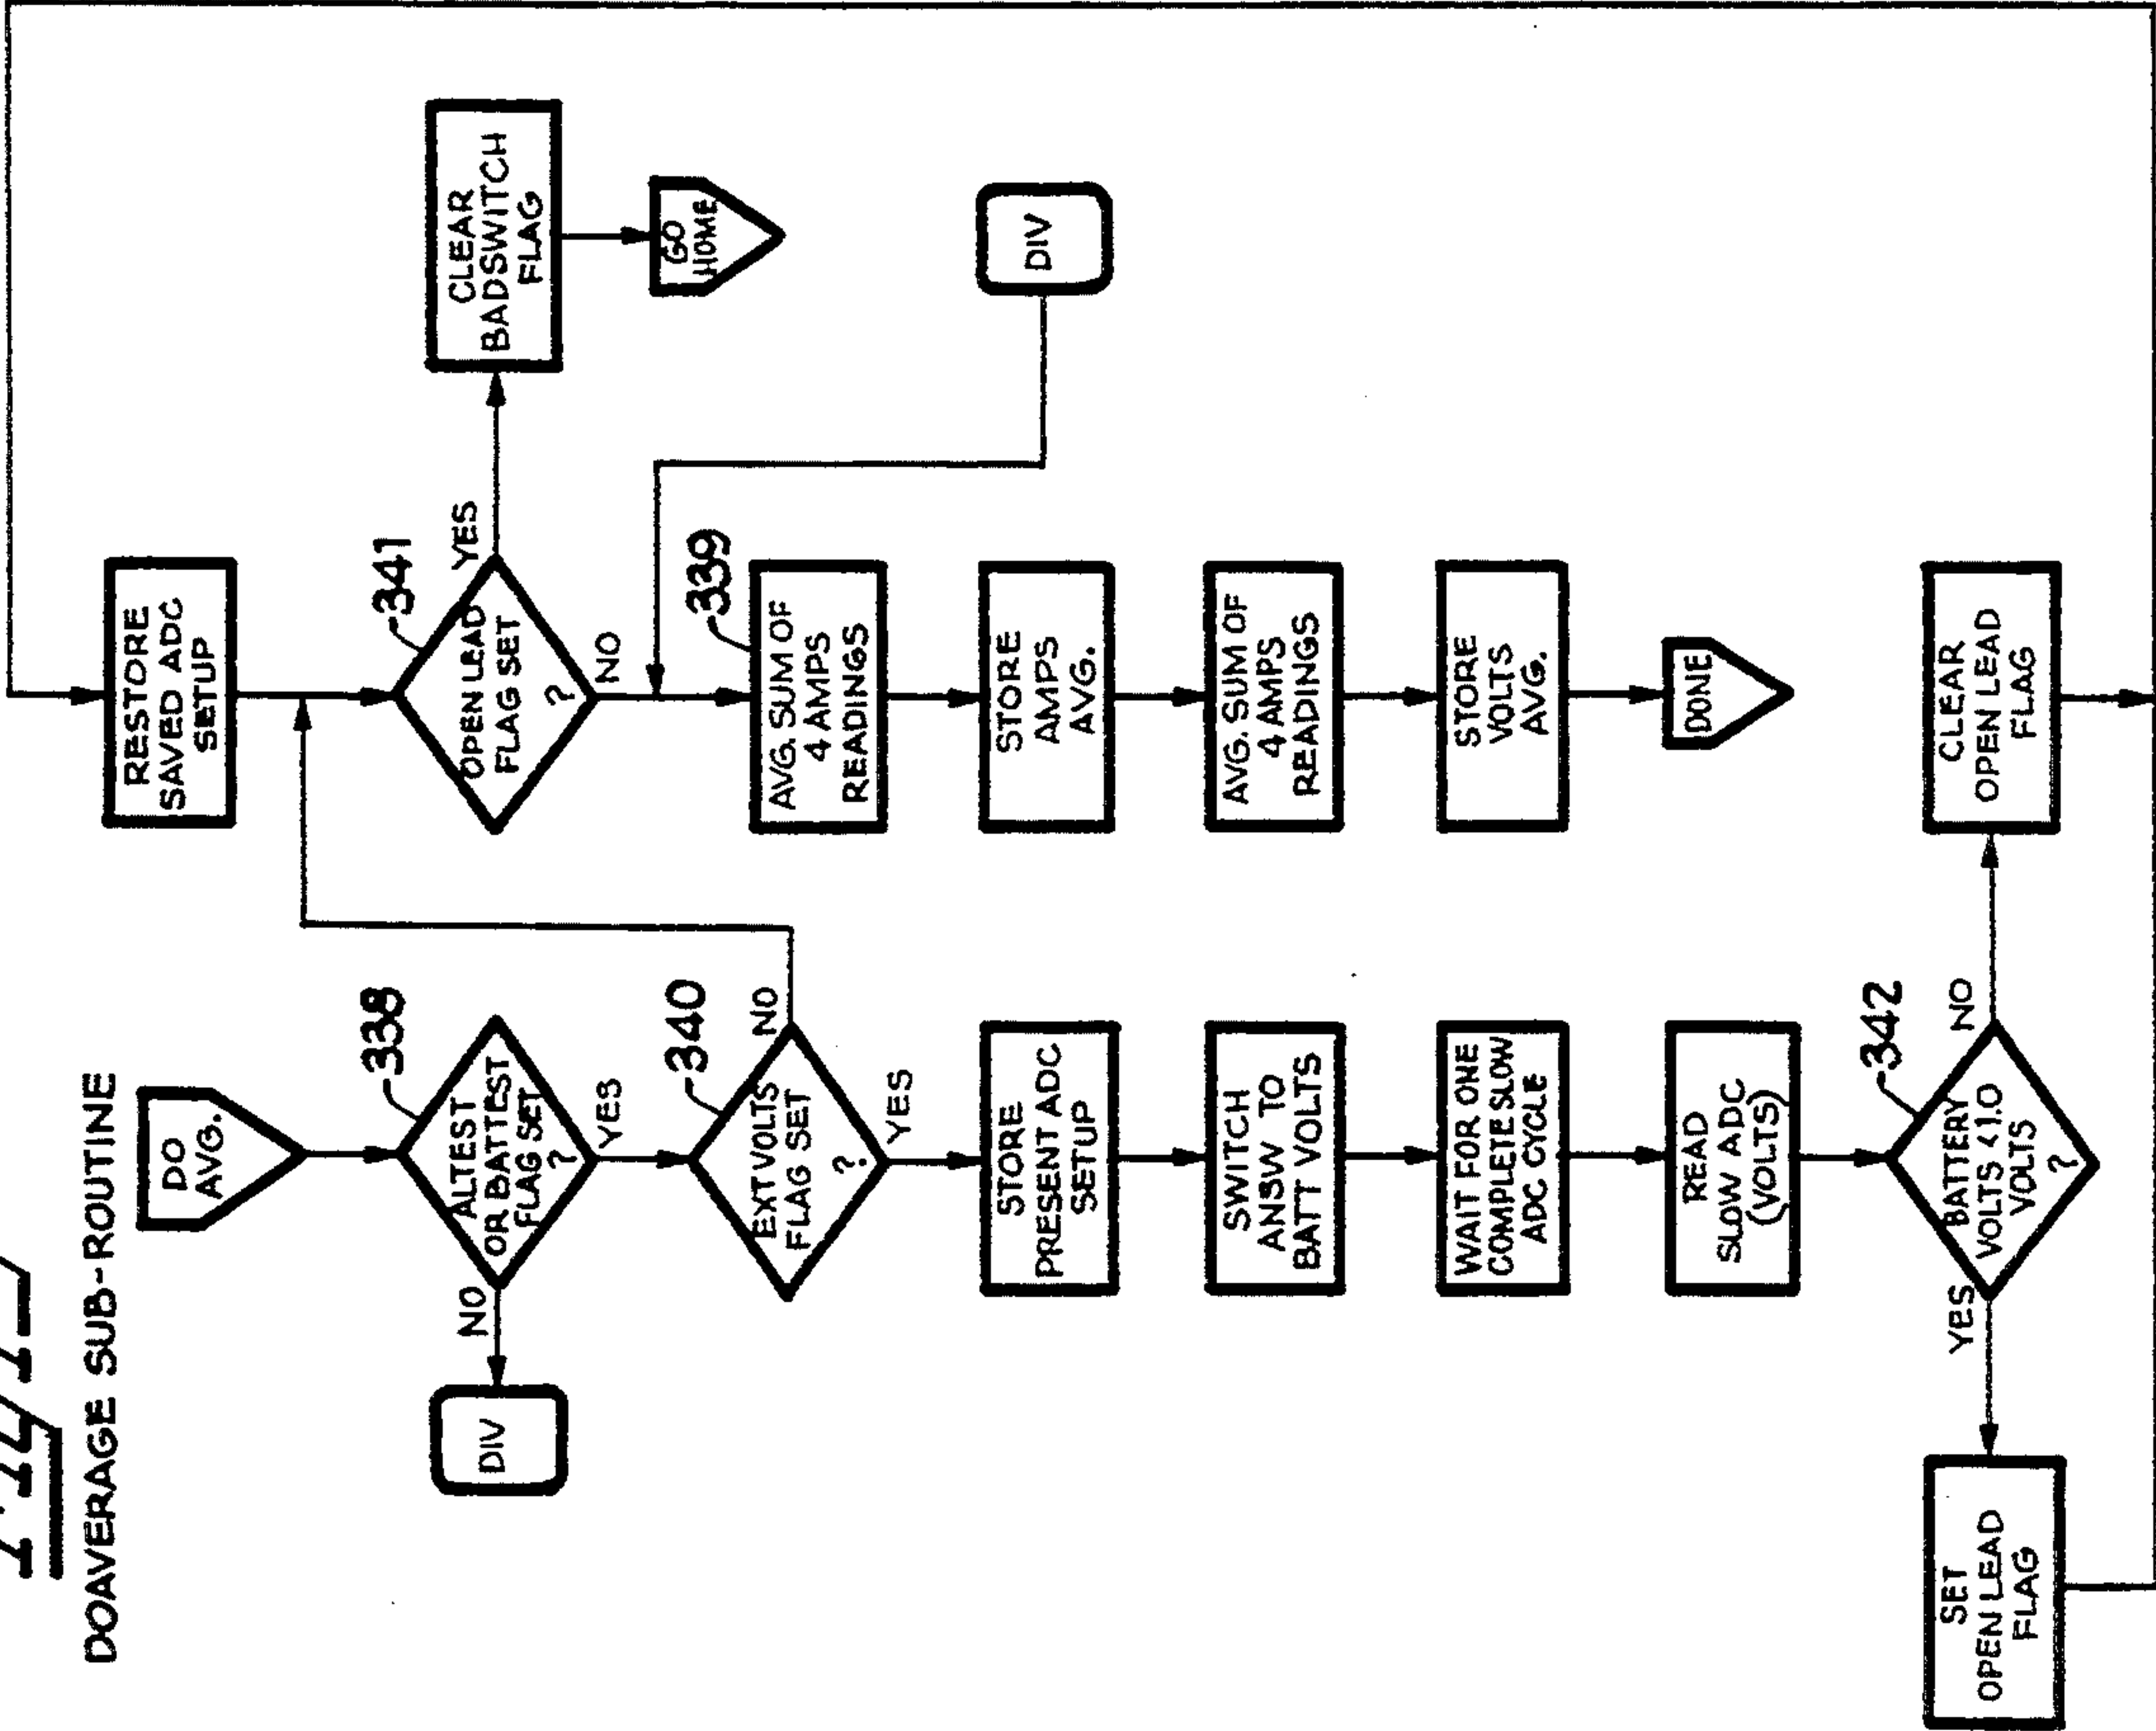 DOAVERAGE SUB-ROUTINE
DO
AVG.
338
ALTEST
OR BATTEST
FLAG SET
?
NO
DIV
YES
340
EXT VOLTS
FLAG SET
?
NO
YES
STORE
PRESENT ADC
SETUP
SWITCH
ANSW TO
BATT VOLTS
WAIT FOR ONE
COMPLETE SLOW
ADC CYCLE
READ
SLOW ADC
(VOLTS)
342
BATTERY
VOLTS < 1.0
VOLTS
?
YES
NO
SET
OPEN LEAD
FLAG
CLEAR
OPEN LEAD
FLAG
RESTORE
SAVED ADC
SETUP
341
OPEN LEAD
FLAG SET
?
YES
NO
CLEAR
BADSWITCH
FLAG
GO
HOME
DIV
339
AVG. SUM OF
4 AMPS
READINGS
STORE
AMPS
AVG.
AVG. SUM OF
4 AMPS
READINGS
STORE
VOLTS
AVG.
DONE